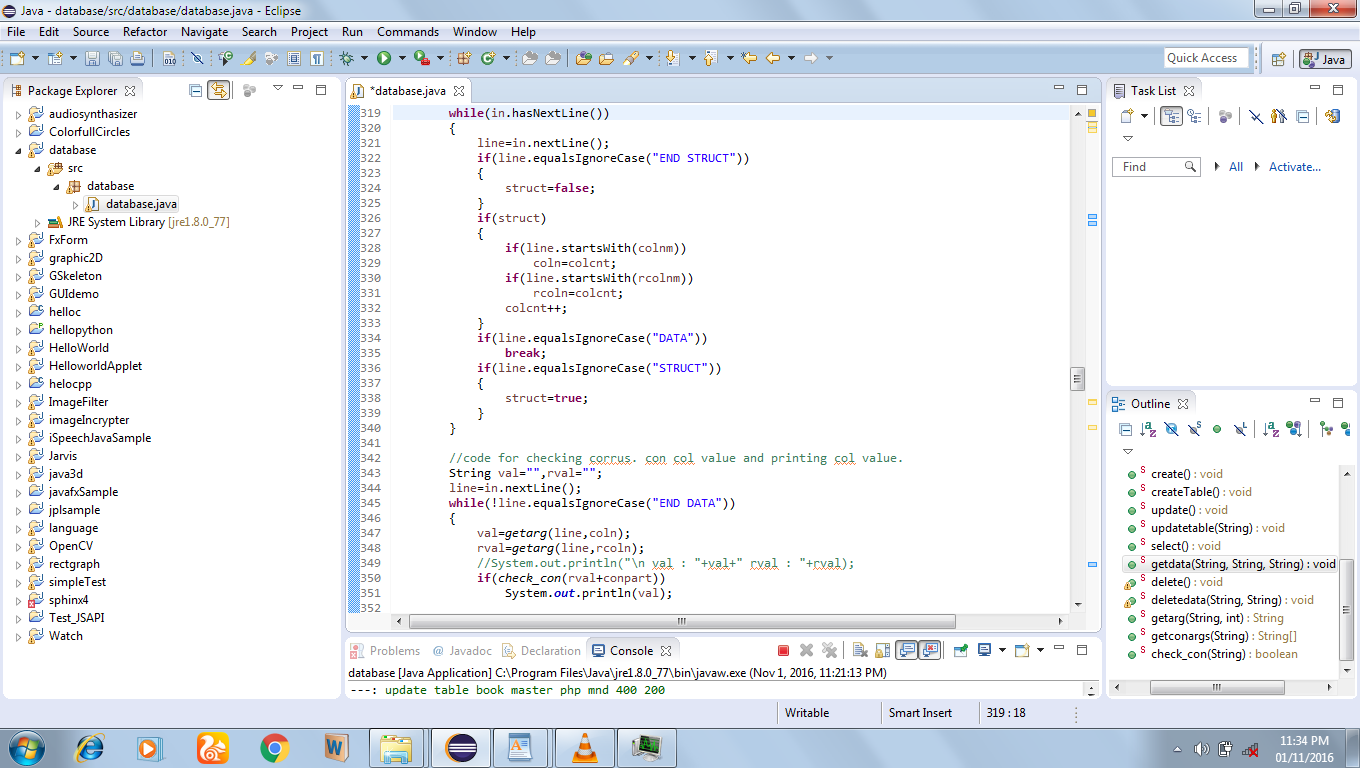 Java - database/src/database/database.java - Eclipse
File Edit Source Refactor Navigate Search Project Run Commands Window Help
Quick Access
Java
Package Explorer
audiosynthasizer
ColorfullCircles
database
src
database
database.java
JRE System Library [jre1.8.0_77]
FxForm
graphic2D
GSkeleton
GUIdemo
helloc
hellopython
HelloWorld
HelloworldApplet
helocpp
ImageFilter
imageIncrypter
iSpeechJavaSample
Jarvis
java3d
javafxSample
jplsample
language
OpenCV
rectgraph
simpleTest
sphinx4
Test_JSAPI
Watch
*database.java
319 while(in.hasNextLine())
320 {
321 line=in.nextLine();
322 if(line.equalsIgnoreCase("END STRUCT"))
323 {
324 struct=false;
325 }
326 if(struct)
327 {
328 if(line.startsWith(colnm))
329 coln=colcnt;
330 if(line.startsWith(rcolnm))
331 rcoln=colcnt;
332 colcnt++;
333 }
334 if(line.equalsIgnoreCase("DATA"))
335 break;
336 if(line.equalsIgnoreCase("STRUCT"))
337 {
338 struct=true;
339 }
340 }
341
342 //code for checking corrus. con col value and printing col value.
343 String val="",rval="";
344 line=in.nextLine();
345 while(!line.equalsIgnoreCase("END DATA"))
346 {
347 val=getarg(line,coln);
348 rval=getarg(line,rcoln);
349 //System.out.println("\n val : "+val+" rval : "+rval);
350 if(check_con(rval+conpart))
351 System.out.println(val);
352
Task List
Find
All
Activate...
Outline
create() : void
createTable() : void
update() : void
updatetable(String) : void
select() : void
getdata(String, String, String) : void
delete() : void
deletedata(String, String) : void
getarg(String, int) : String
getconargs(String) : String[]
check_con(String) : boolean
Problems @ Javadoc Declaration Console
database [Java Application] C:\Program Files\Java\jre1.8.0_77\bin\javaw.exe (Nov 1, 2016, 11:21:13 PM)
---: update table book master php mnd 400 200
Writable
Smart Insert
319 : 18
11:34 PM
01/11/2016